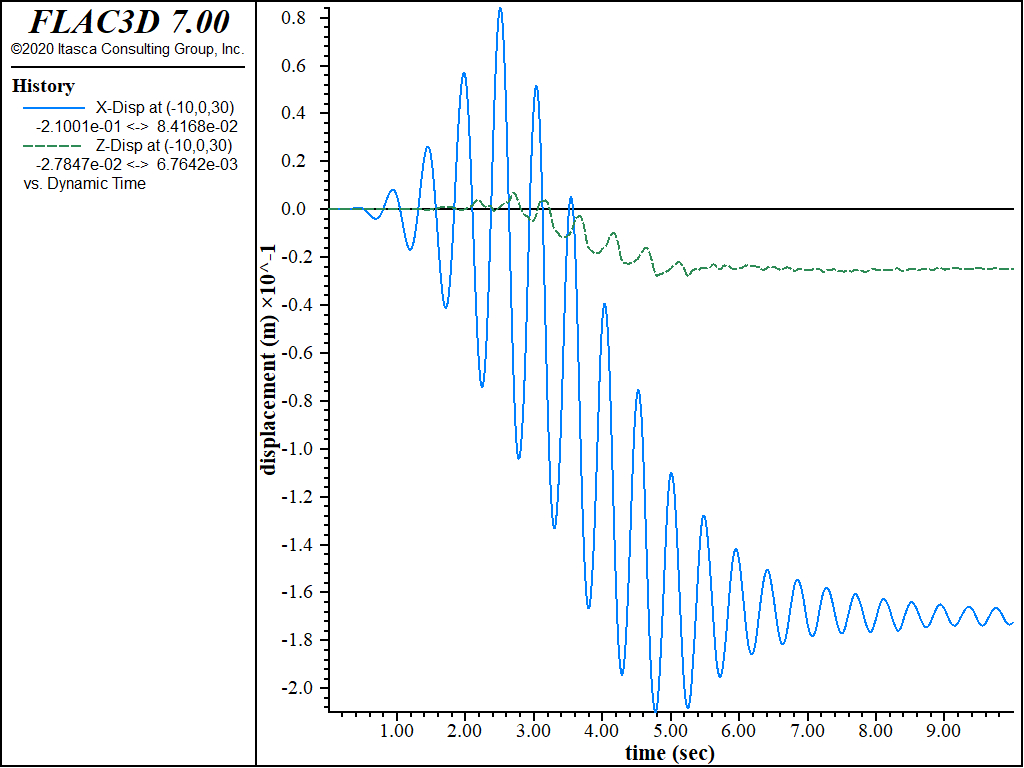 FLAC3D 7.00
©2020 Itasca Consulting Group, Inc.
History
X-Disp at (-10,0,30)
-2.1001e-01 <-> 8.4168e-02
Z-Disp at (-10,0,30)
-2.7847e-02 <-> 6.7642e-03
vs. Dynamic Time
displacement (m) ×10^-1
0.8
0.6
0.4
0.2
0.0
-0.2
-0.4
-0.6
-0.8
-1.0
-1.2
-1.4
-1.6
-1.8
-2.0
1.00 2.00 3.00 4.00 5.00 6.00 7.00 8.00 9.00
time (sec)